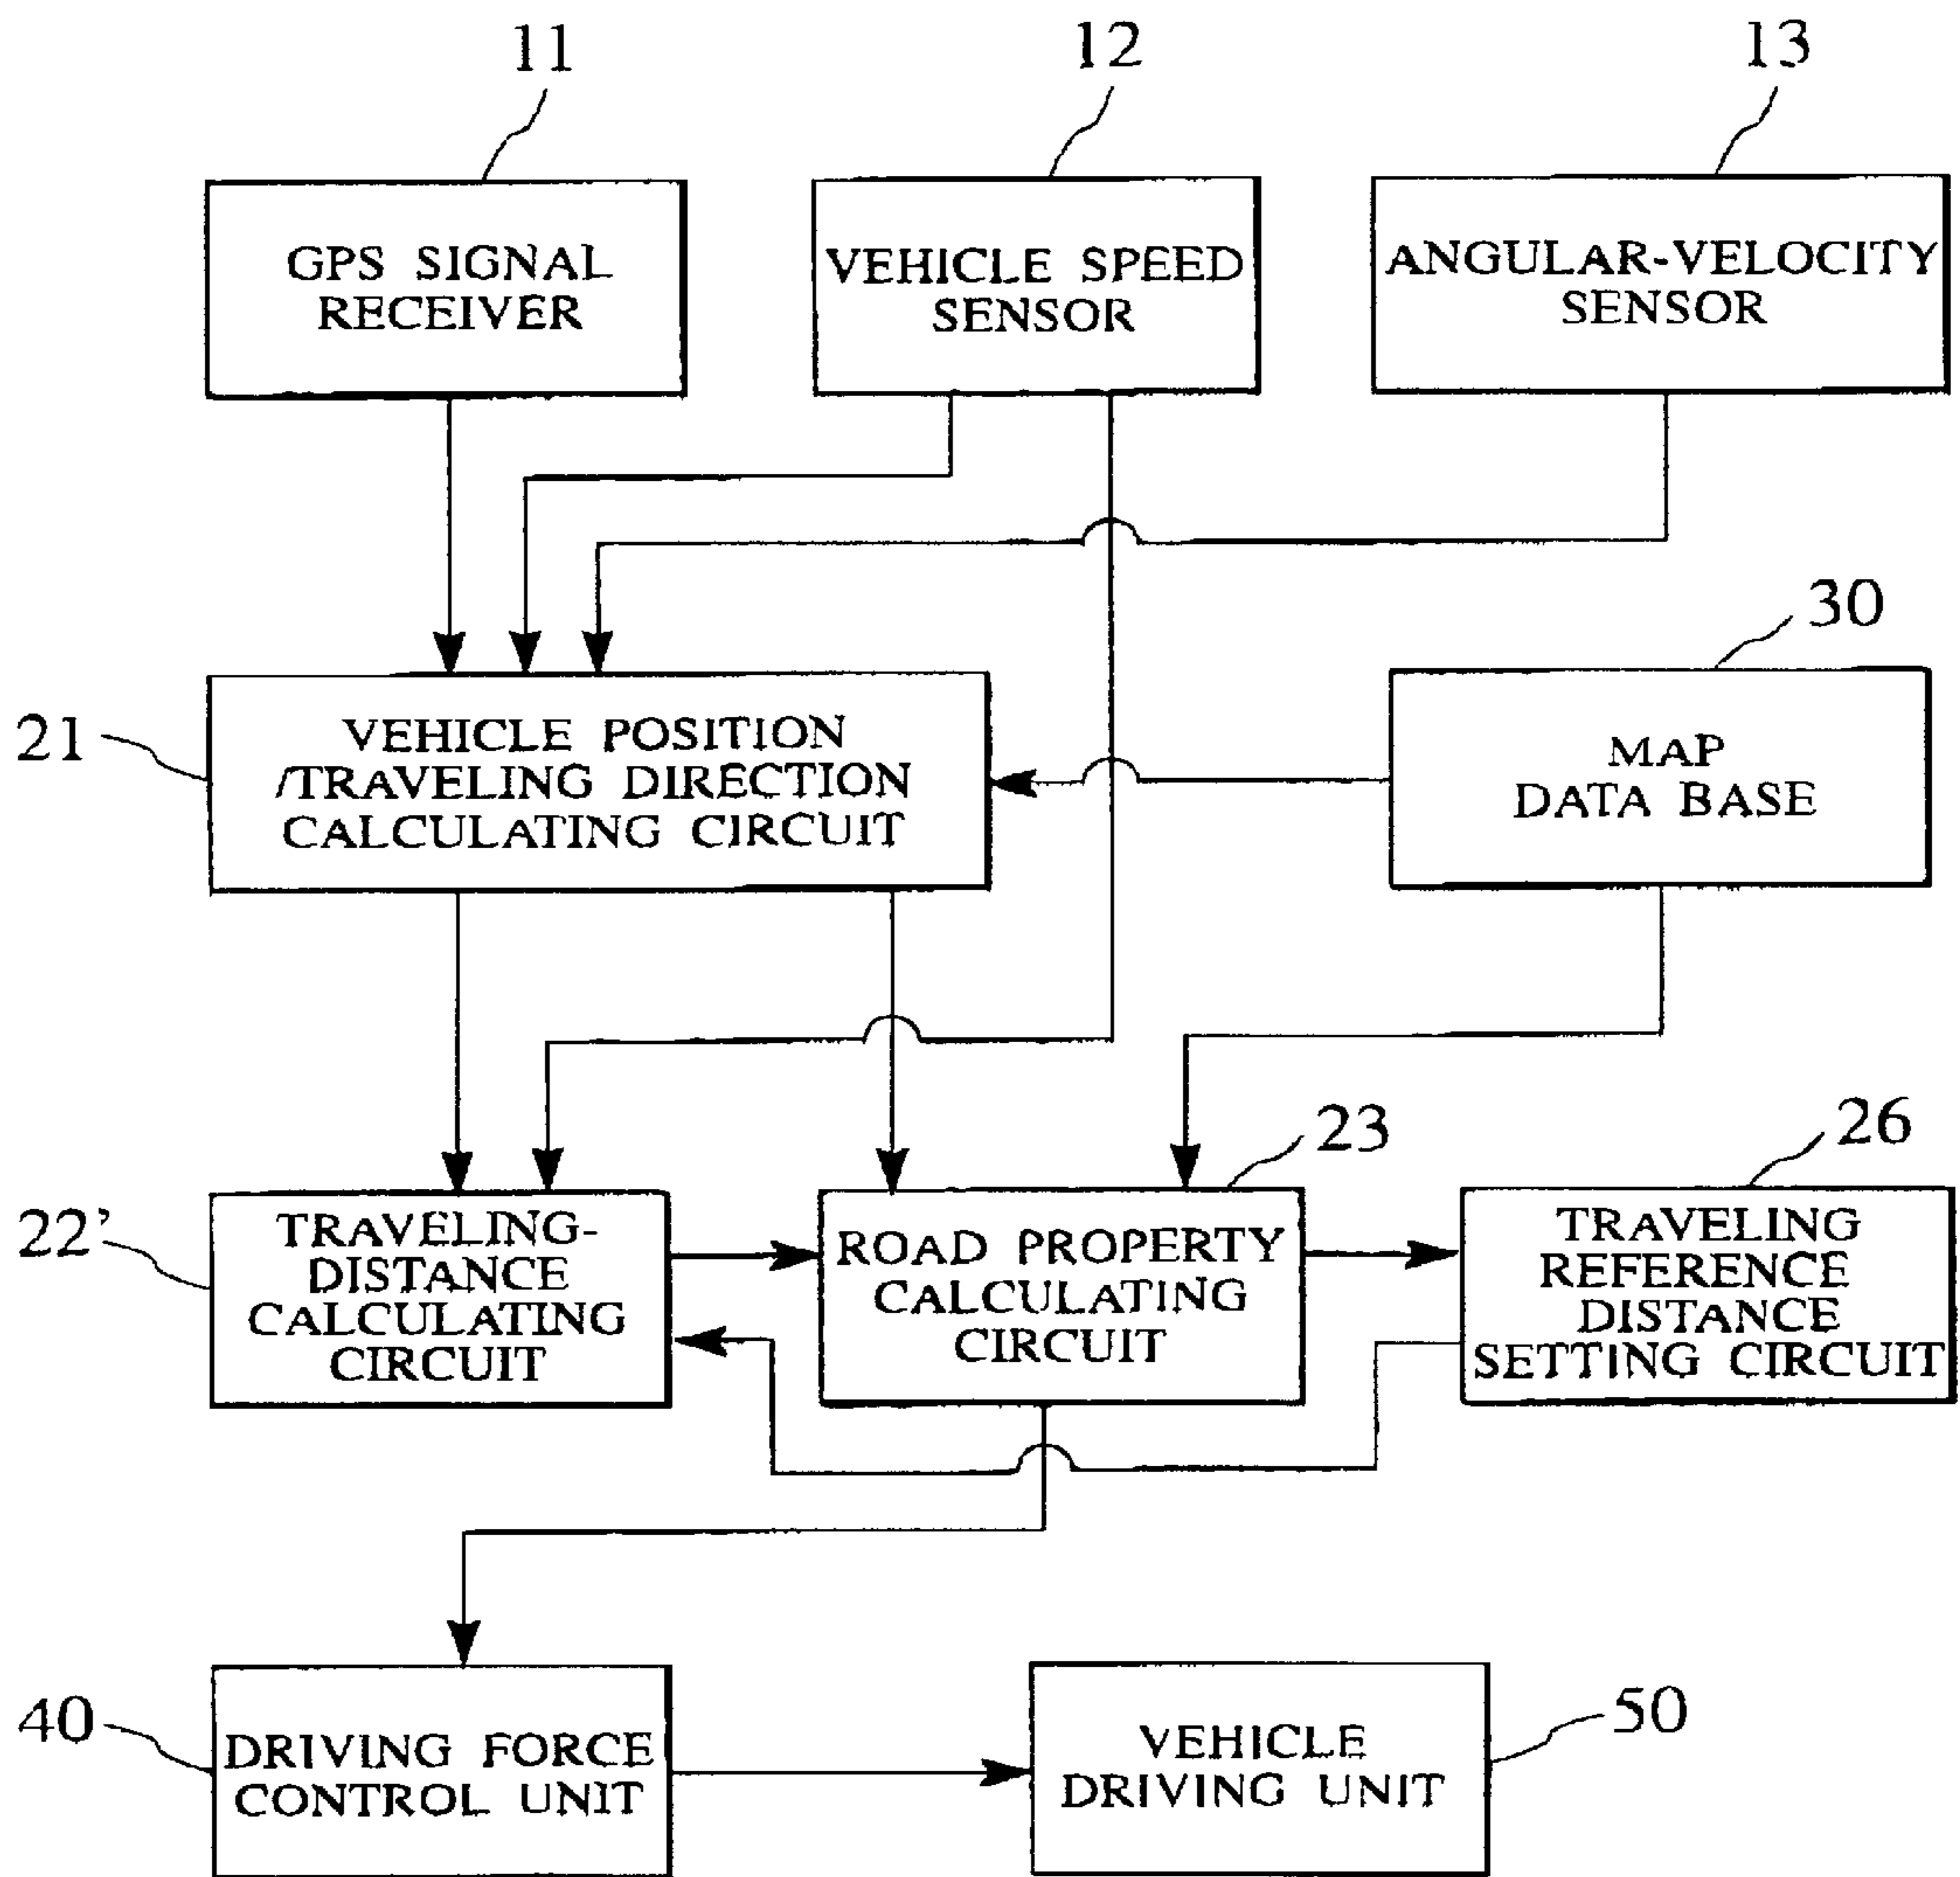 11
12
13
GPS SIGNAL
RECEIVER
VEHICLE SPEED
SENSOR
ANGULAR-VELOCITY
SENSOR
30
21
VEHICLE POSITION
/TRAVELING DIRECTION
CALCULATING CIRCUIT
MAP
DATA BASE
23
26
22’
TRAVELING-
DISTANCE
CALCULATING
CIRCUIT
ROAD PROPERTY
CALCULATING
CIRCUIT
TRAVELING
REFERENCE
DISTANCE
SETTING CIRCUIT
40
DRIVING FORCE
CONTROL UNIT
VEHICLE
DRIVING UNIT
50